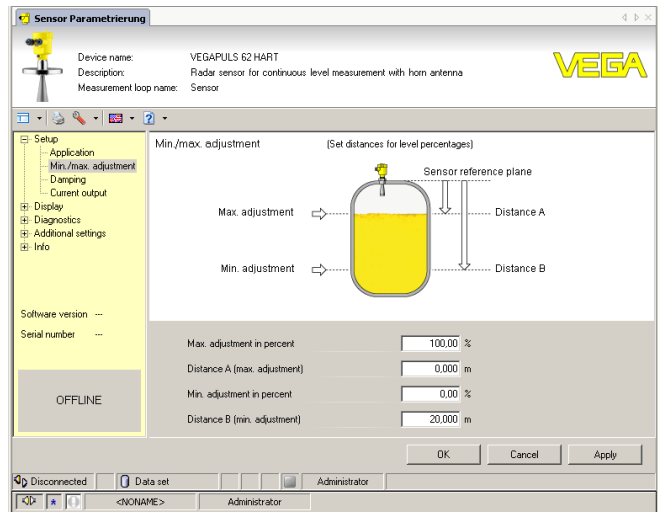 Sensor Parametrierung
Device name: VEGAPULS 62 HART
Description: Radar sensor for continuous level measurement with horn antenna
Measurement loop name: Sensor
VEGA
Setup
Application
Min./max. adjustment
Damping
Current output
Display
Diagnostics
Additional settings
Info
Software version ---
Serial number ---
OFFLINE
Min./max. adjustment (Set distances for level percentages)
Sensor reference plane
Max. adjustment Distance A
Min. adjustment Distance B
Max. adjustment in percent 100,00 %
Distance A (max. adjustment) 0,000 m
Min. adjustment in percent 0,00 %
Distance B (min. adjustment) 20,000 m
OK Cancel Apply
Disconnected Data set Administrator
<NONAME> Administrator